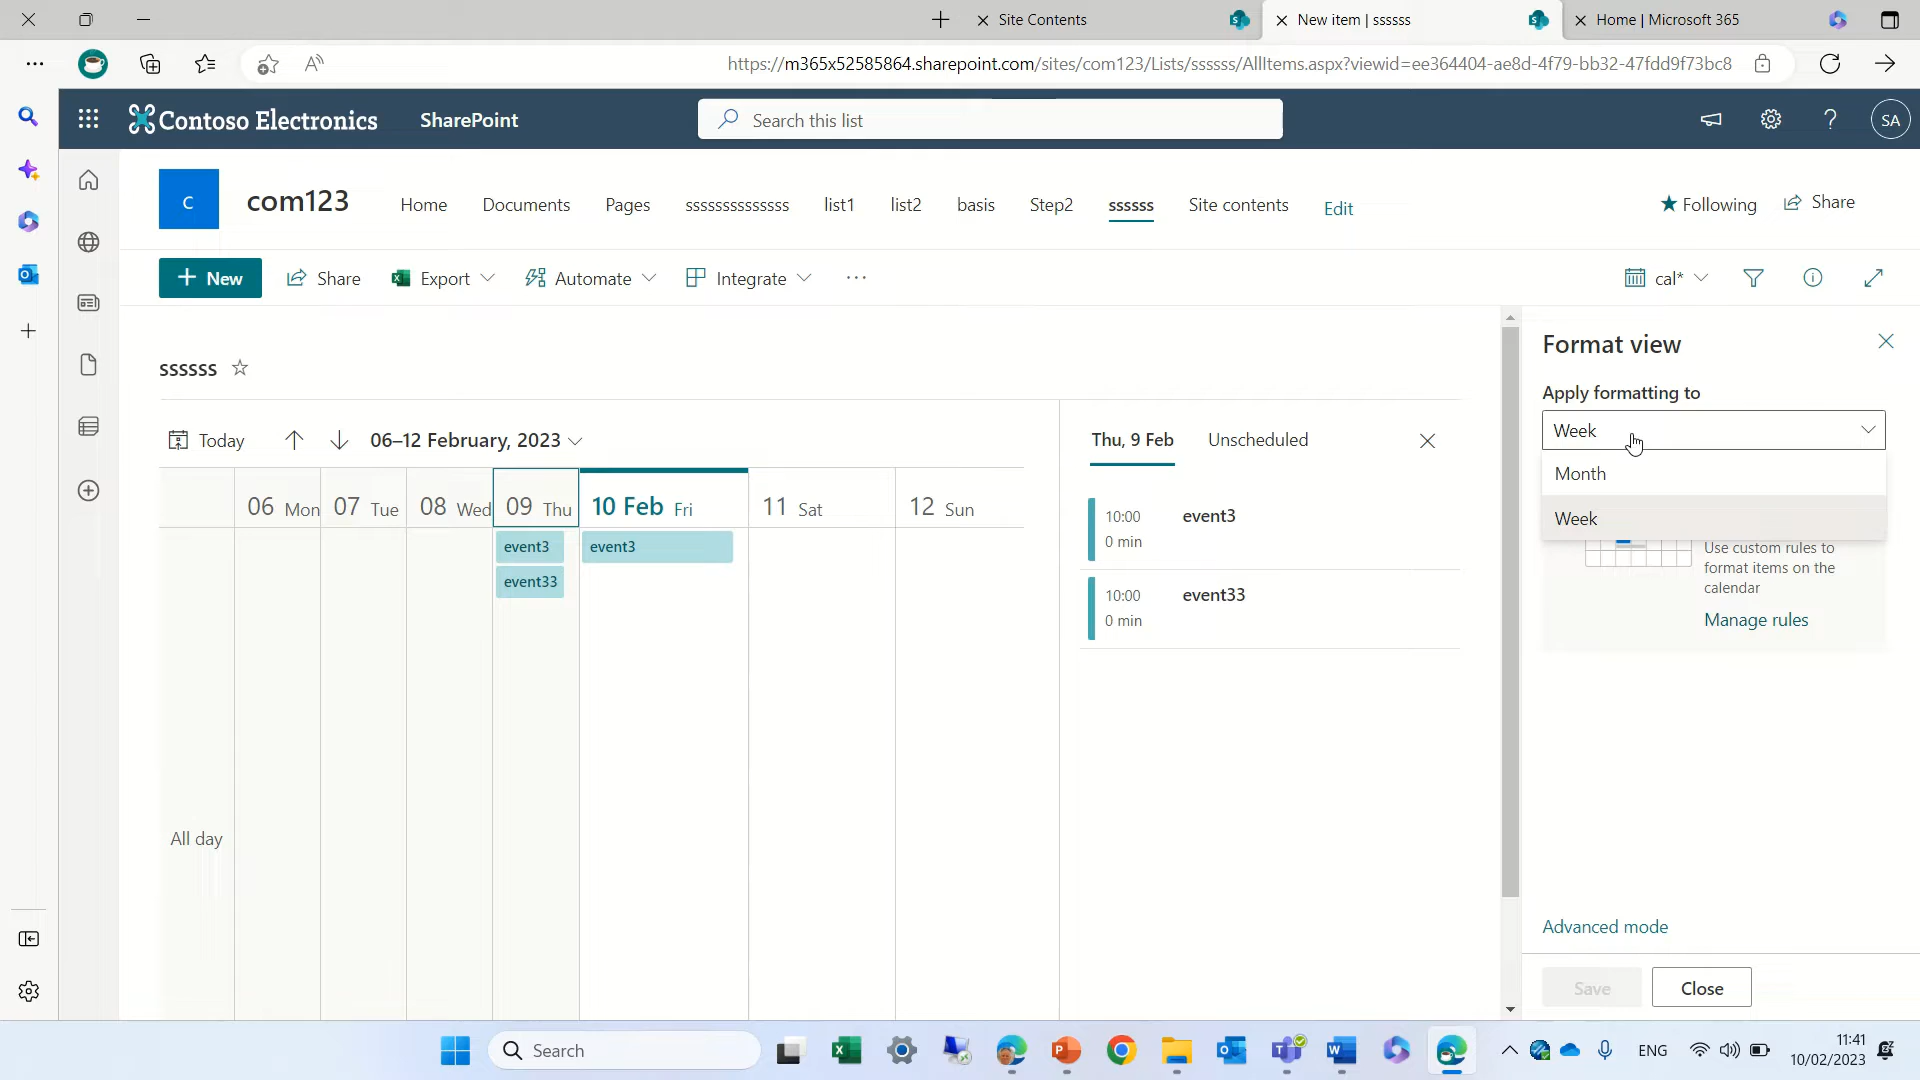 Site Contents
New item | ssssss
Home | Microsoft 365
https://m365x52585864.sharepoint.com/sites/com123/Lists/ssssss/AllItems.aspx?viewid=ee364404-ae8d-4f79-bb32-47fdd9f73bc8
Contoso Electronics
SharePoint
Search this list
SA
C
com123
Home
Documents
Pages
ssssssssssssss
list1
list2
basis
Step2
ssssss
Site contents
Edit
Following
Share
New
Share
Export
Automate
Integrate
cal*
ssssss
Format view
Apply formatting to
Week
Month
Week
Use custom rules to
format items on the
calendar
Manage rules
Today
06–12 February, 2023
Thu, 9 Feb
Unscheduled
06 Mon
07 Tue
08 Wed
09 Thu
10 Feb Fri
11 Sat
12 Sun
event3
event3
event33
10:00
event3
0 min
10:00
event33
0 min
All day
Advanced mode
Save
Close
Search
ENG
11:41
10/02/2023